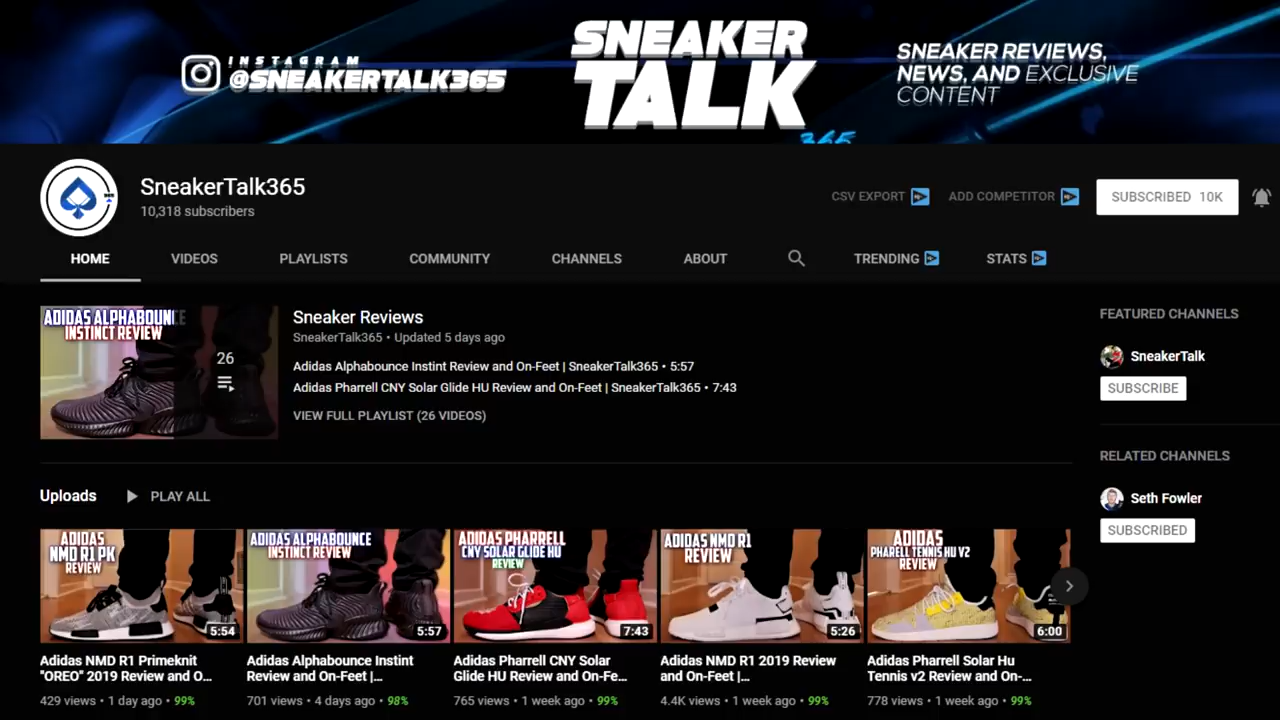 INSTAGRAM
@SNEAKERTALK365
SNEAKER
TALK
365
SNEAKER REVIEWS,
NEWS, AND EXCLUSIVE
CONTENT
SneakerTalk365
10,318 subscribers
CSV EXPORT
ADD COMPETITOR
SUBSCRIBED 10K
HOME
VIDEOS
PLAYLISTS
COMMUNITY
CHANNELS
ABOUT
TRENDING
STATS
ADIDAS ALPHABOUNCE
INSTINCT REVIEW
26
Sneaker Reviews
SneakerTalk365 • Updated 5 days ago
Adidas Alphabounce Instint Review and On-Feet | SneakerTalk365 • 5:57
Adidas Pharrell CNY Solar Glide HU Review and On-Feet | SneakerTalk365 • 7:43
VIEW FULL PLAYLIST (26 VIDEOS)
FEATURED CHANNELS
SneakerTalk
SUBSCRIBE
RELATED CHANNELS
Seth Fowler
SUBSCRIBED
Uploads
PLAY ALL
ADIDAS
NMD R1 PK
REVIEW
5:54
Adidas NMD R1 Primeknit
"OREO" 2019 Review and O...
429 views • 1 day ago • 99%
ADIDAS ALPHABOUNCE
INSTINCT REVIEW
5:57
Adidas Alphabounce Instint
Review and On-Feet |...
701 views • 4 days ago • 98%
ADIDAS PHARRELL
CNY SOLAR GLIDE HU
REVIEW
7:43
Adidas Pharrell CNY Solar
Glide HU Review and On-Fe...
765 views • 1 week ago • 99%
ADIDAS NMD R1
REVIEW
5:26
Adidas NMD R1 2019 Review
and On-Feet |...
4.4K views • 1 week ago • 99%
ADIDAS
PHARELL TENNIS HU V2
REVIEW
6:00
Adidas Pharrell Solar Hu
Tennis v2 Review and On-...
778 views • 1 week ago • 99%